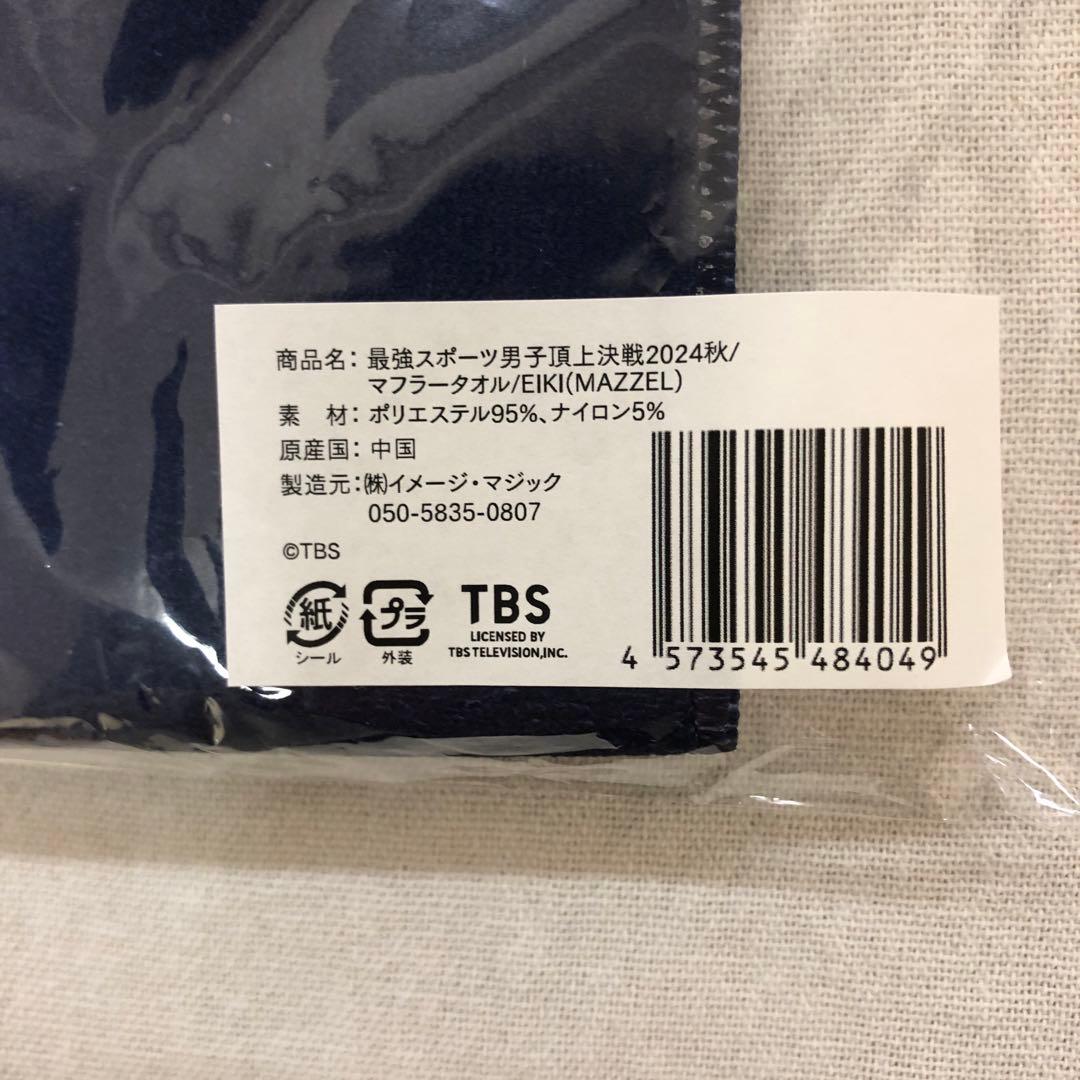 商品名: 最強スポーツ男子頂上決戦2024秋/
マフラータオル/EIKI(MAZZEL)
素　材: ポリエステル95%、ナイロン5%
原産国: 中国
製造元:㈱イメージ・マジック
050-5835-0807
©TBS
紙
シール
プラ
外装
TBS
LICENSED BY
TBS TELEVISION,INC.
4 573545 484049